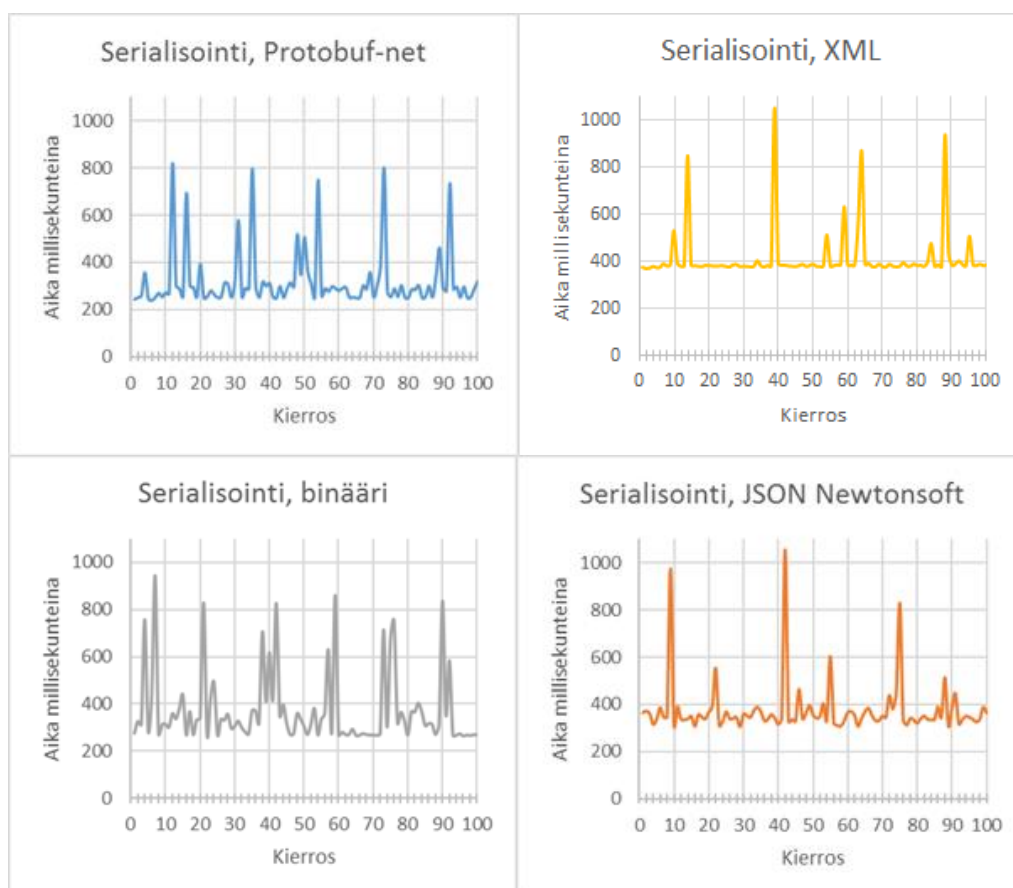 Serialisointi, Protobuf-net
Aika millisekunteina
1000
800
600
400
200
0
0 10 20 30 40 50 60 70 80 90 100
Kierros
Serialisointi, XML
Aika millisekunteina
1000
800
600
400
200
0
0 10 20 30 40 50 60 70 80 90 100
Kierros
Serialisointi, binääri
Aika millisekunteina
1000
800
600
400
200
0
0 10 20 30 40 50 60 70 80 90 100
Kierros
Serialisointi, JSON Newtonsoft
Aika millisekunteina
1000
800
600
400
200
0
0 10 20 30 40 50 60 70 80 90 100
Kierros